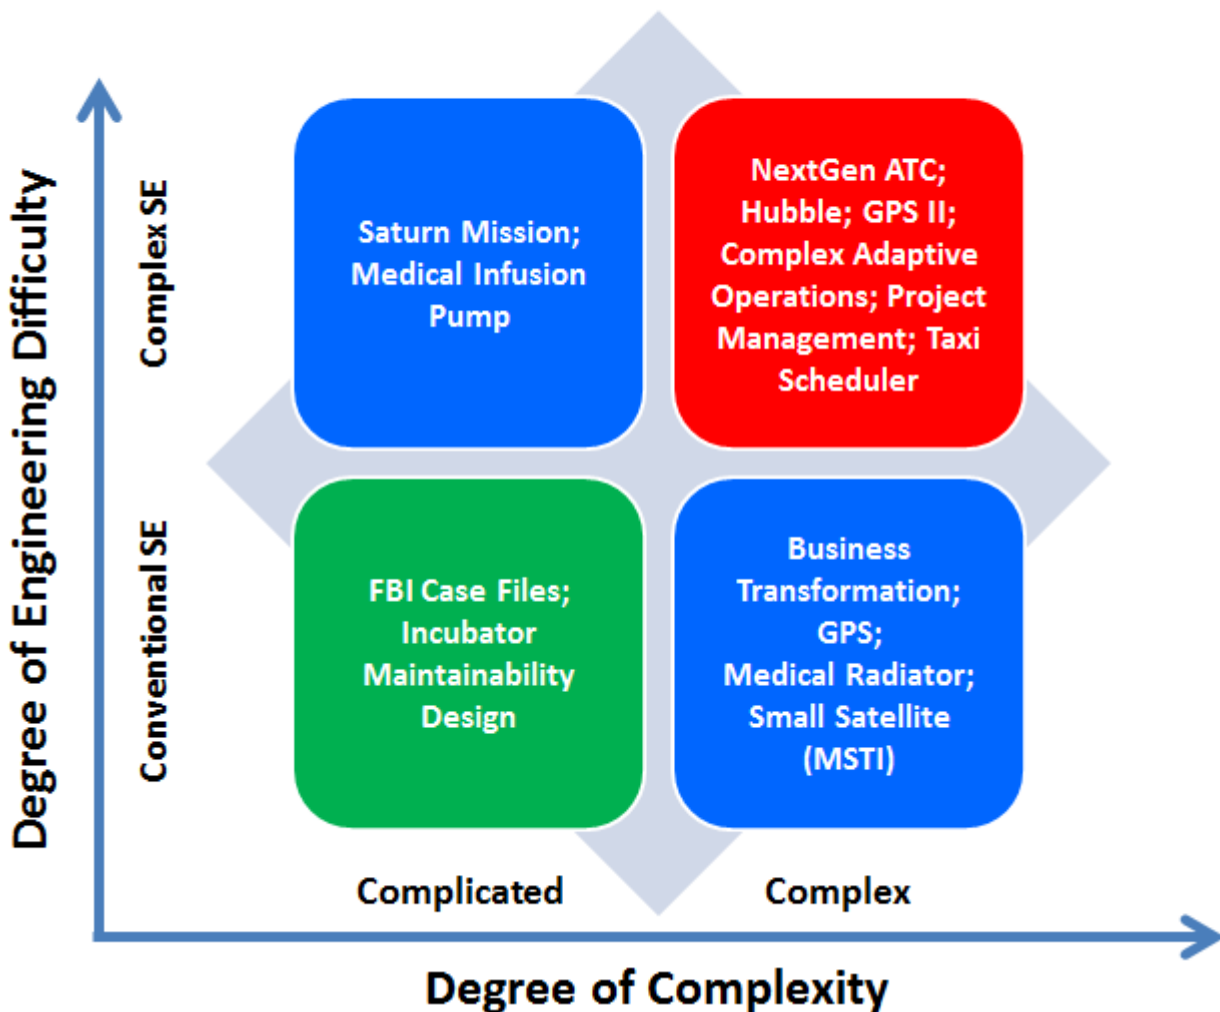 Degree of Engineering Difficulty
Complex SE
Conventional SE
Saturn Mission;
Medical Infusion
Pump
NextGen ATC;
Hubble; GPS II;
Complex Adaptive
Operations; Project
Management; Taxi
Scheduler
FBI Case Files;
Incubator
Maintainability
Design
Business
Transformation;
GPS;
Medical Radiator;
Small Satellite
(MSTI)
Complicated
Complex
Degree of Complexity